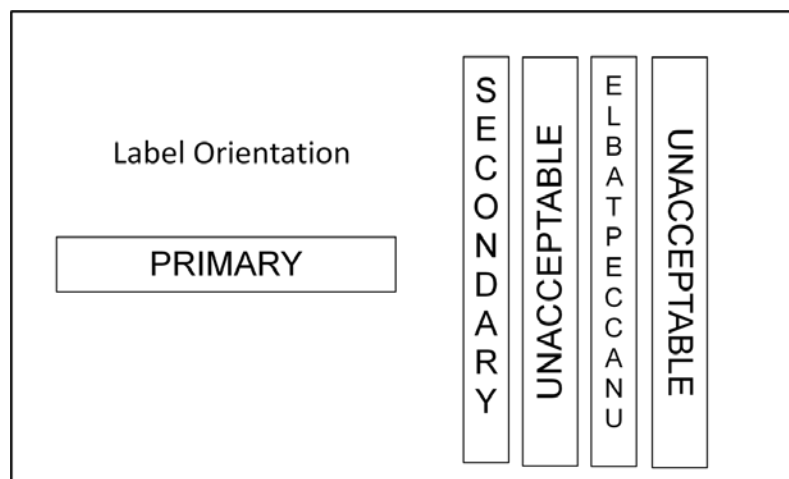 Label Orientation
PRIMARY
SECONDARY
UNACCEPTABLE
ELBATPECCANU
UNACCEPTABLE